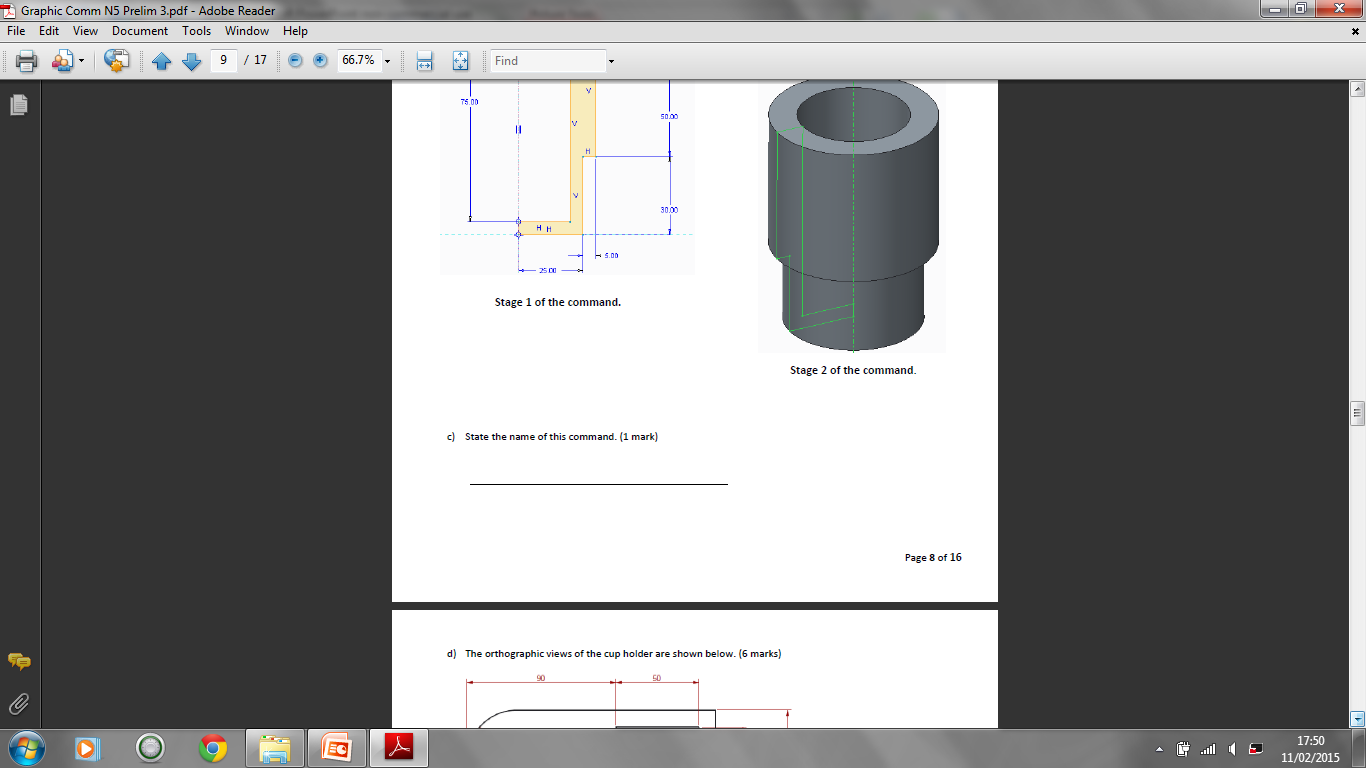 Graphic Comm N5 Prelim 3.pdf - Adobe Reader
File Edit View Document Tools Window Help
9 / 17 66.7% Find
75.00
V
50.00
V
H
V
30.00
H H
5.00
25.00
Stage 1 of the command.
Stage 2 of the command.
c) State the name of this command. (1 mark)
Page 8 of 16
d) The orthographic views of the cup holder are shown below. (6 marks)
90 50
17:50
11/02/2015